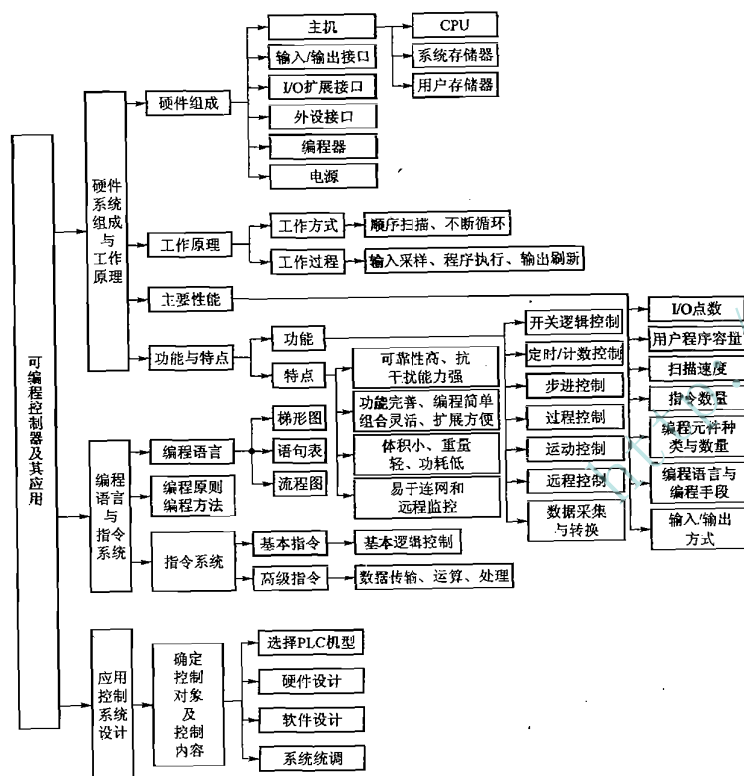 可编程控制器及其应用
硬件
系统
组成
与
工作
原理
硬件组成
主机
CPU
系统存储器
用户存储器
输入/输出接口
I/O扩展接口
外设接口
编程器
电源
工作原理
工作方式
顺序扫描、不断循环
工作过程
输入采样、程序执行、输出刷新
主要性能
I/O点数
用户程序容量
扫描速度
指令数量
编程元件种
类与数量
编程语言与
编程手段
输入/输出
方式
功能与特点
功能
开关逻辑控制
定时/计数控制
步进控制
过程控制
运动控制
远程控制
数据采集
与转换
特点
可靠性高、抗
干扰能力强
功能完善、编程简单
组合灵活、扩展方便
体积小、重量
轻、功耗低
易于连网和
远程监控
编程
语言
与
指令
系统
编程语言
梯形图
语句表
流程图
编程原则
编程方法
指令系统
基本指令
基本逻辑控制
高级指令
数据传输、运算、处理
应用
控制
系统
设计
确定
控制
对象
及
控制
内容
选择PLC机型
硬件设计
软件设计
系统统调
http:/